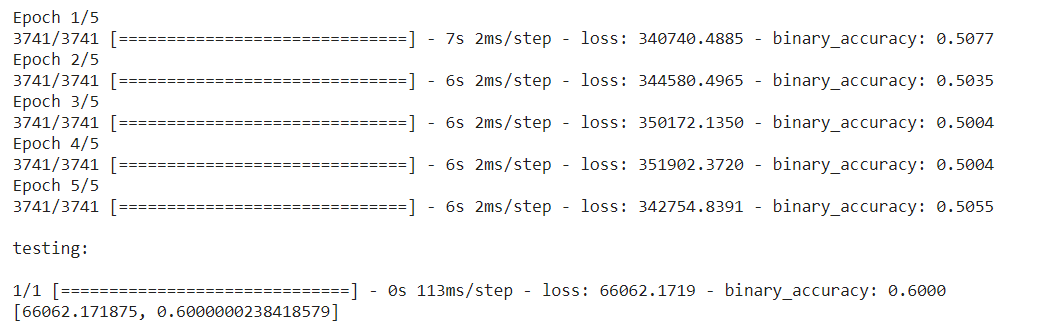 Epoch 1/5
3741/3741 [==============================] - 7s 2ms/step - loss: 340740.4885 - binary_accuracy: 0.5077
Epoch 2/5
3741/3741 [==============================] - 6s 2ms/step - loss: 344580.4965 - binary_accuracy: 0.5035
Epoch 3/5
3741/3741 [==============================] - 6s 2ms/step - loss: 350172.1350 - binary_accuracy: 0.5004
Epoch 4/5
3741/3741 [==============================] - 6s 2ms/step - loss: 351902.3720 - binary_accuracy: 0.5004
Epoch 5/5
3741/3741 [==============================] - 6s 2ms/step - loss: 342754.8391 - binary_accuracy: 0.5055
testing:
1/1 [==============================] - 0s 113ms/step - loss: 66062.1719 - binary_accuracy: 0.6000
[66062.171875, 0.6000000238418579]